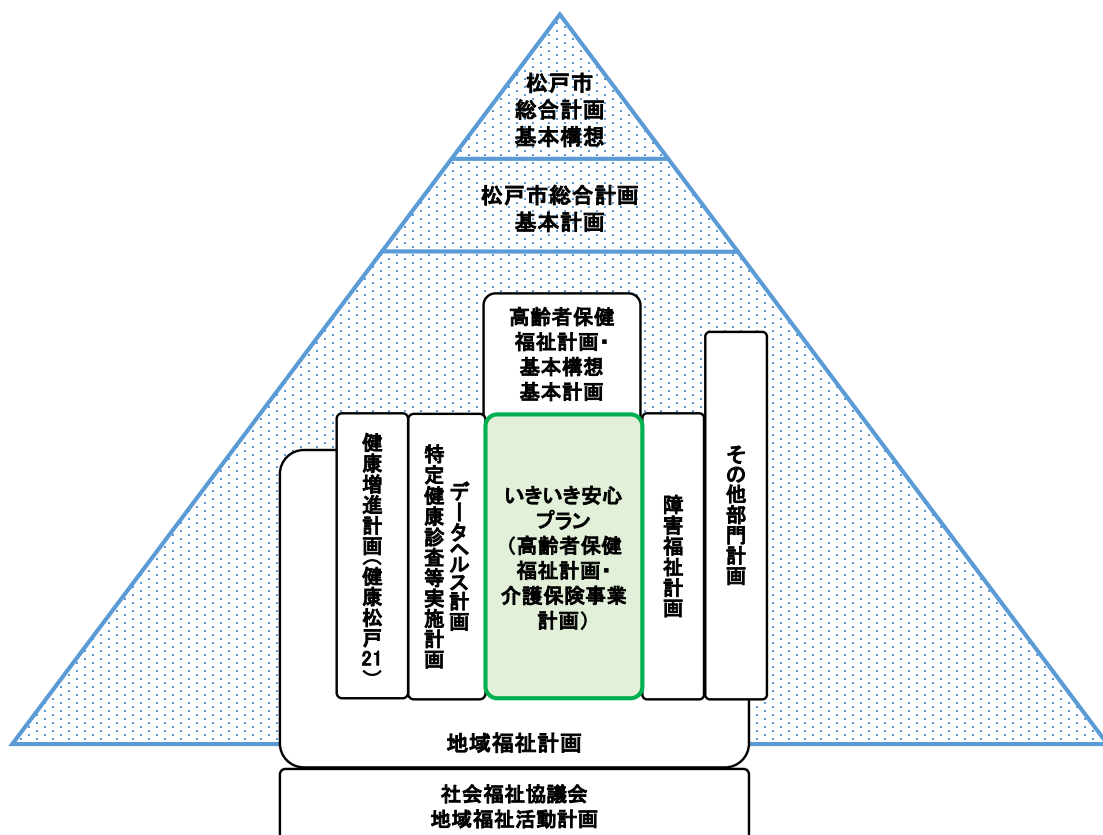 松戸市
総合計画
基本構想
松戸市総合計画
基本計画
高齢者保健
福祉計画・
基本構想
基本計画
健康増進計画(健康松戸21)
データヘルス計画
特定健康診査等実施計画
いきいき安心
プラン
(高齢者保健
福祉計画・
介護保険事業
計画)
障害福祉計画
その他部門計画
地域福祉計画
社会福祉協議会
地域福祉活動計画